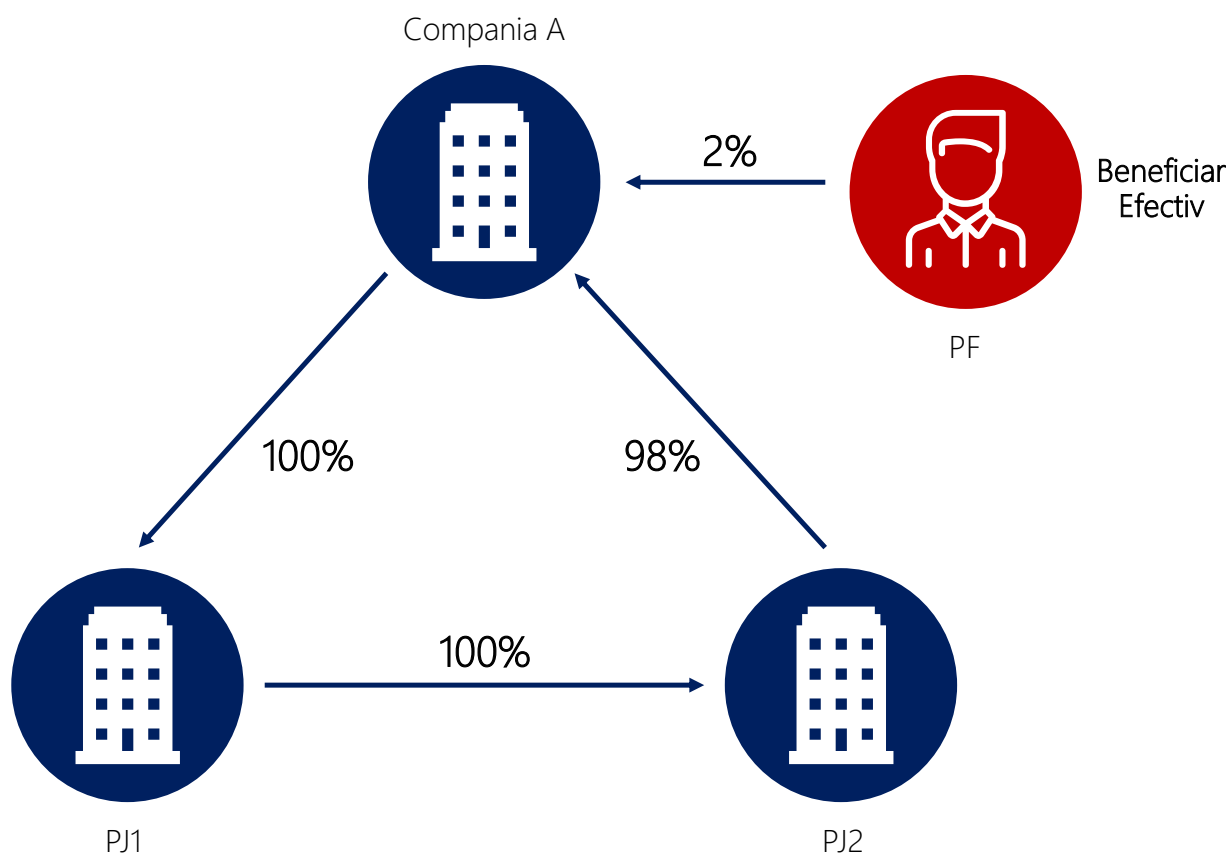 Compania A
2%
Beneficiar
Efectiv
PF
100%
98%
100%
PJ1
PJ2